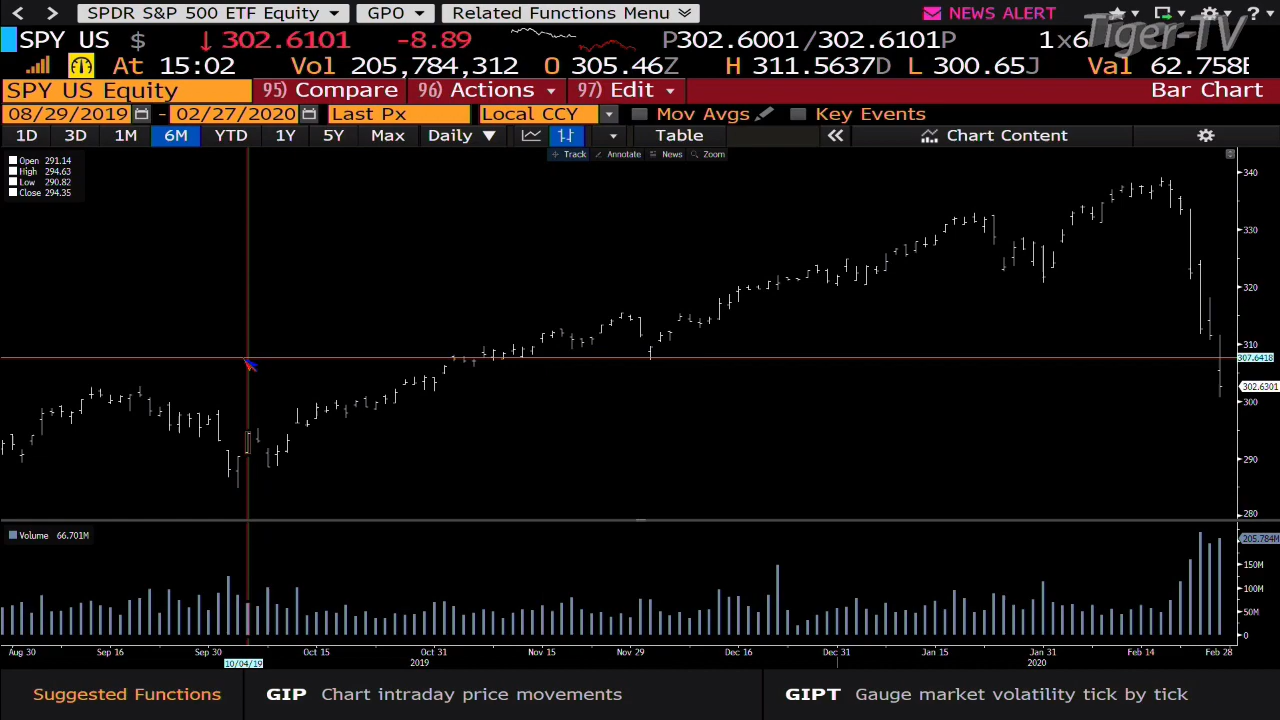 SPDR S&P 500 ETF Equity GPO Related Functions Menu NEWS ALERT ?
SPY US $ ↓ 302.6101 -8.89 P302.6001/302.6101P 1x6
Tiger-TV
At 15:02 Vol 205,784,312 O 305.46Z H 311.5637D L 300.65J Val 62.758B
SPY US Equity 95) Compare 96) Actions 97) Edit Bar Chart
08/29/2019 - 02/27/2020 Last Px Local CCY Mov Avgs Key Events
1D 3D 1M 6M YTD 1Y 5Y Max Daily ▼ Table « Chart Content
Track Annotate News Zoom
Open 291.14
High 294.63
Low 290.82
Close 294.35
340
330
320
310
307.6418
302.6301
300
290
280
Volume 66.701M
205.784M
150M
100M
50M
0
Aug 30 Sep 16 Sep 30 Oct 15 Oct 31 Nov 15 Nov 29 Dec 16 Dec 31 Jan 15 Jan 31 Feb 14 Feb 28
10/04/19 2019 2020
Suggested Functions GIP Chart intraday price movements GIPT Gauge market volatility tick by tick